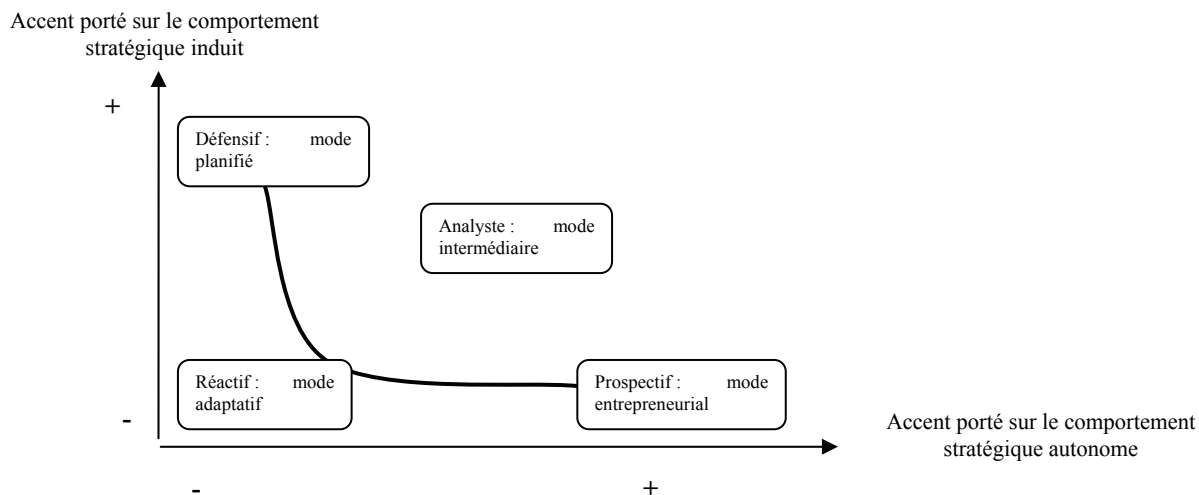 Accent porté sur le comportement
stratégique induit
+
Défensif : mode
planifié
Analyste : mode
intermédiaire
Réactif : mode
adaptatif
Prospectif : mode
entrepreneurial
-
Accent porté sur le comportement
stratégique autonome
- +